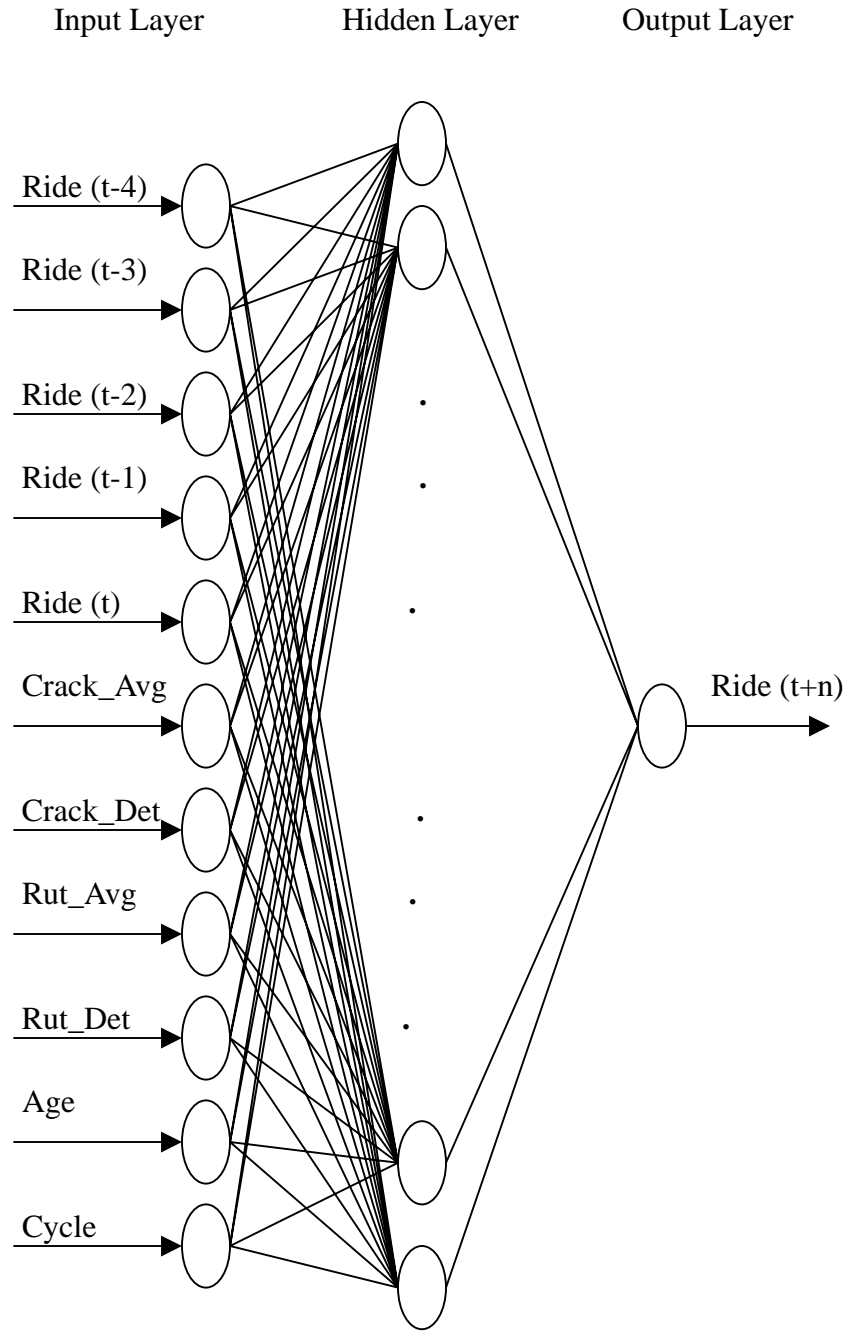 Input Layer
Hidden Layer
Output Layer
Ride (t-4)
Ride (t-3)
Ride (t-2)
Ride (t-1)
Ride (t)
Crack_Avg
Crack_Det
Rut_Avg
Rut_Det
Age
Cycle
Ride (t+n)